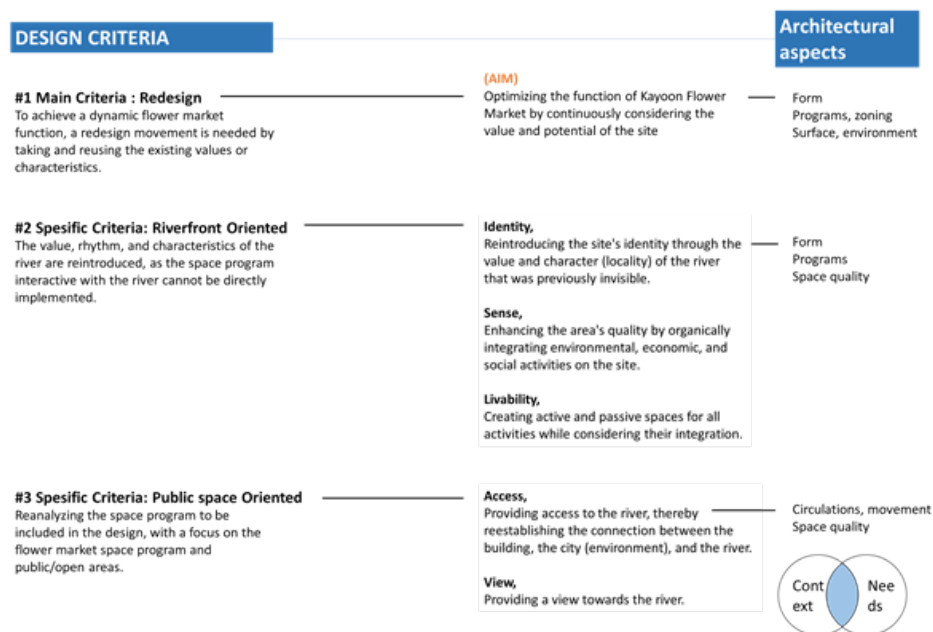 DESIGN CRITERIA
Architectural
aspects
#1 Main Criteria : Redesign
To achieve a dynamic flower market
function, a redesign movement is needed by
taking and reusing the existing values or
characteristics.
(AIM)
Optimizing the function of Kayoon Flower
Market by continuously considering the
value and potential of the site
Form
Programs, zoning
Surface, environment
#2 Spesific Criteria: Riverfront Oriented
The value, rhythm, and characteristics of the
river are reintroduced, as the space program
interactive with the river cannot be directly
implemented.
Identity,
Reintroducing the site's identity through the
value and character (locality) of the river
that was previously invisible.
Sense,
Enhancing the area's quality by organically
integrating environmental, economic, and
social activities on the site.
Livability,
Creating active and passive spaces for all
activities while considering their integration.
Form
Programs
Space quality
#3 Spesific Criteria: Public space Oriented
Reanalyzing the space program to be
included in the design, with a focus on the
flower market space program and
public/open areas.
Access,
Providing access to the river, thereby
reestablishing the connection between the
building, the city (environment), and the river.
View,
Providing a view towards the river.
Circulations, movement
Space quality
Cont
ext
Nee
ds